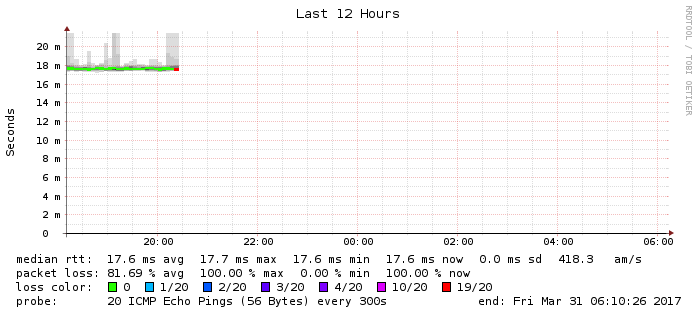 Last 12 Hours
RRDTOOL / TOBI OETIKER
Seconds
20 m
18 m
16 m
14 m
12 m
10 m
8 m
6 m
4 m
2 m
0
20:00 22:00 00:00 02:00 04:00 06:00
median rtt: 17.6 ms avg 17.7 ms max 17.6 ms min 17.6 ms now 0.0 ms sd 418.3 am/s
packet loss: 81.69 % avg 100.00 % max 0.00 % min 100.00 % now
loss color: 0 1/20 2/20 3/20 4/20 10/20 19/20
probe: 20 ICMP Echo Pings (56 Bytes) every 300s end: Fri Mar 31 06:10:26 2017